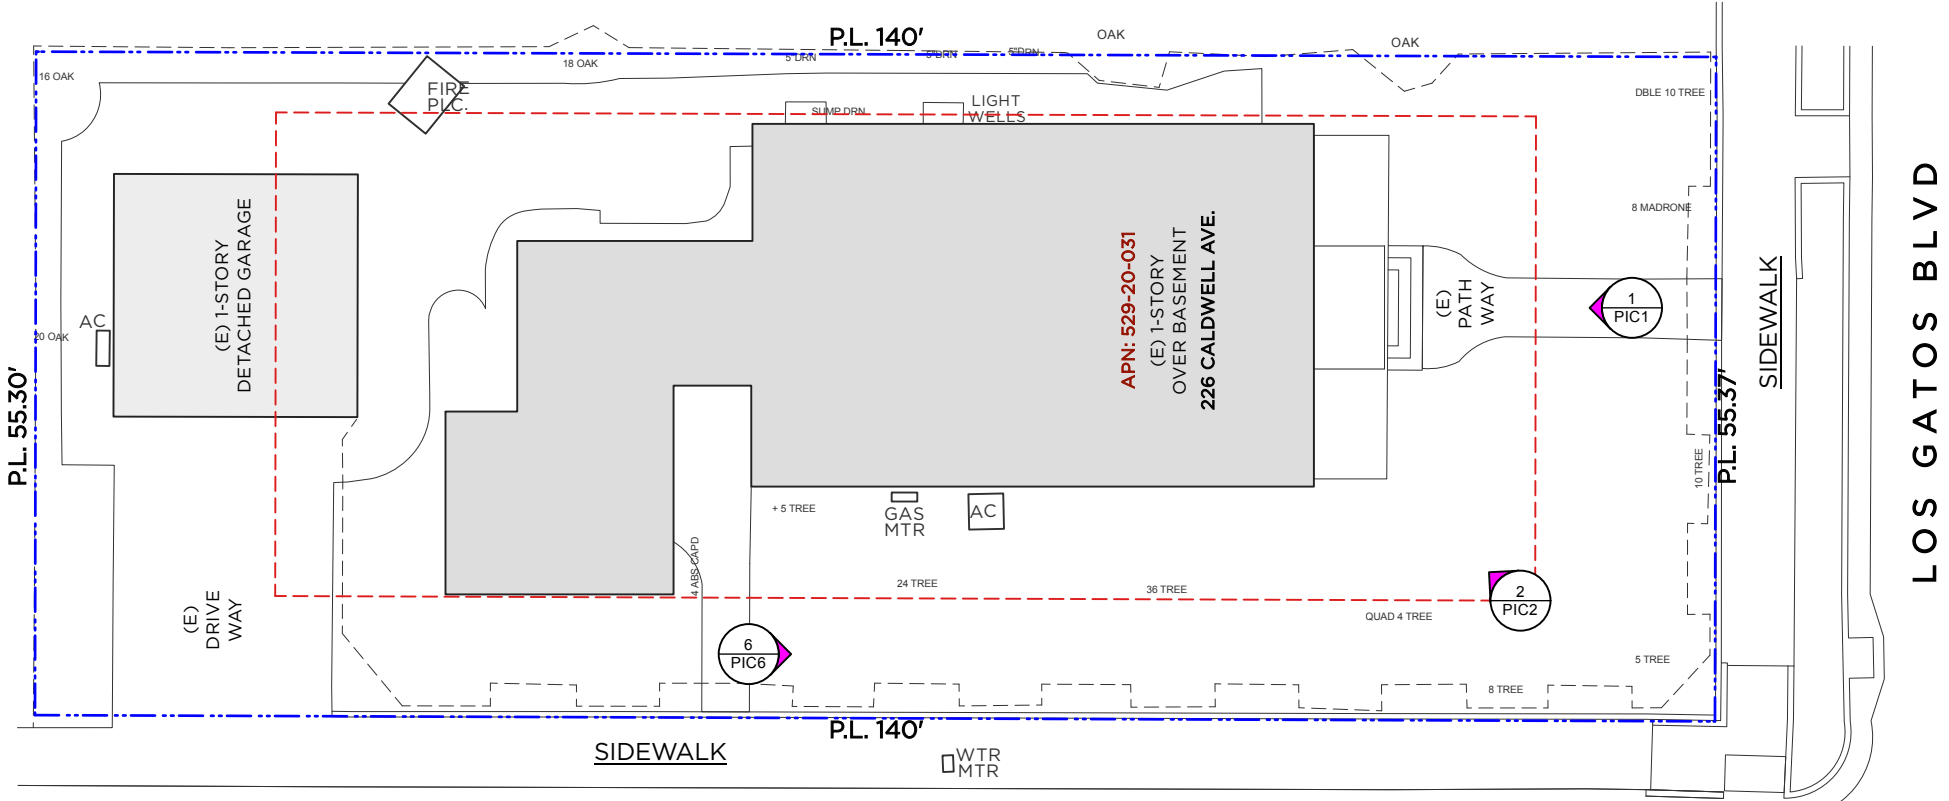 P.L. 140'
OAK
OAK
16 OAK
18 OAK
5 DRN
5 DRN
5 DRN
FIRE
PLC.
SUMP DRN
LIGHT
WELLS
DBLE 10 TREE
8 MADRONE
(E) 1-STORY
DETACHED GARAGE
AC
20 OAK
P.L. 55.30'
APN: 529-20-031
(E) 1-STORY
OVER BASEMENT
226 CALDWELL AVE.
(E)
PATH
WAY
1
PIC1
SIDEWALK
LOS GATOS BLVD
P.L. 55.37'
10 TREE
+ 5 TREE
GAS
MTR
AC
4 ABS CAPD
24 TREE
36 TREE
QUAD 4 TREE
2
PIC2
(E)
DRIVE
WAY
6
PIC6
5 TREE
8 TREE
P.L. 140'
SIDEWALK
WTR
MTR